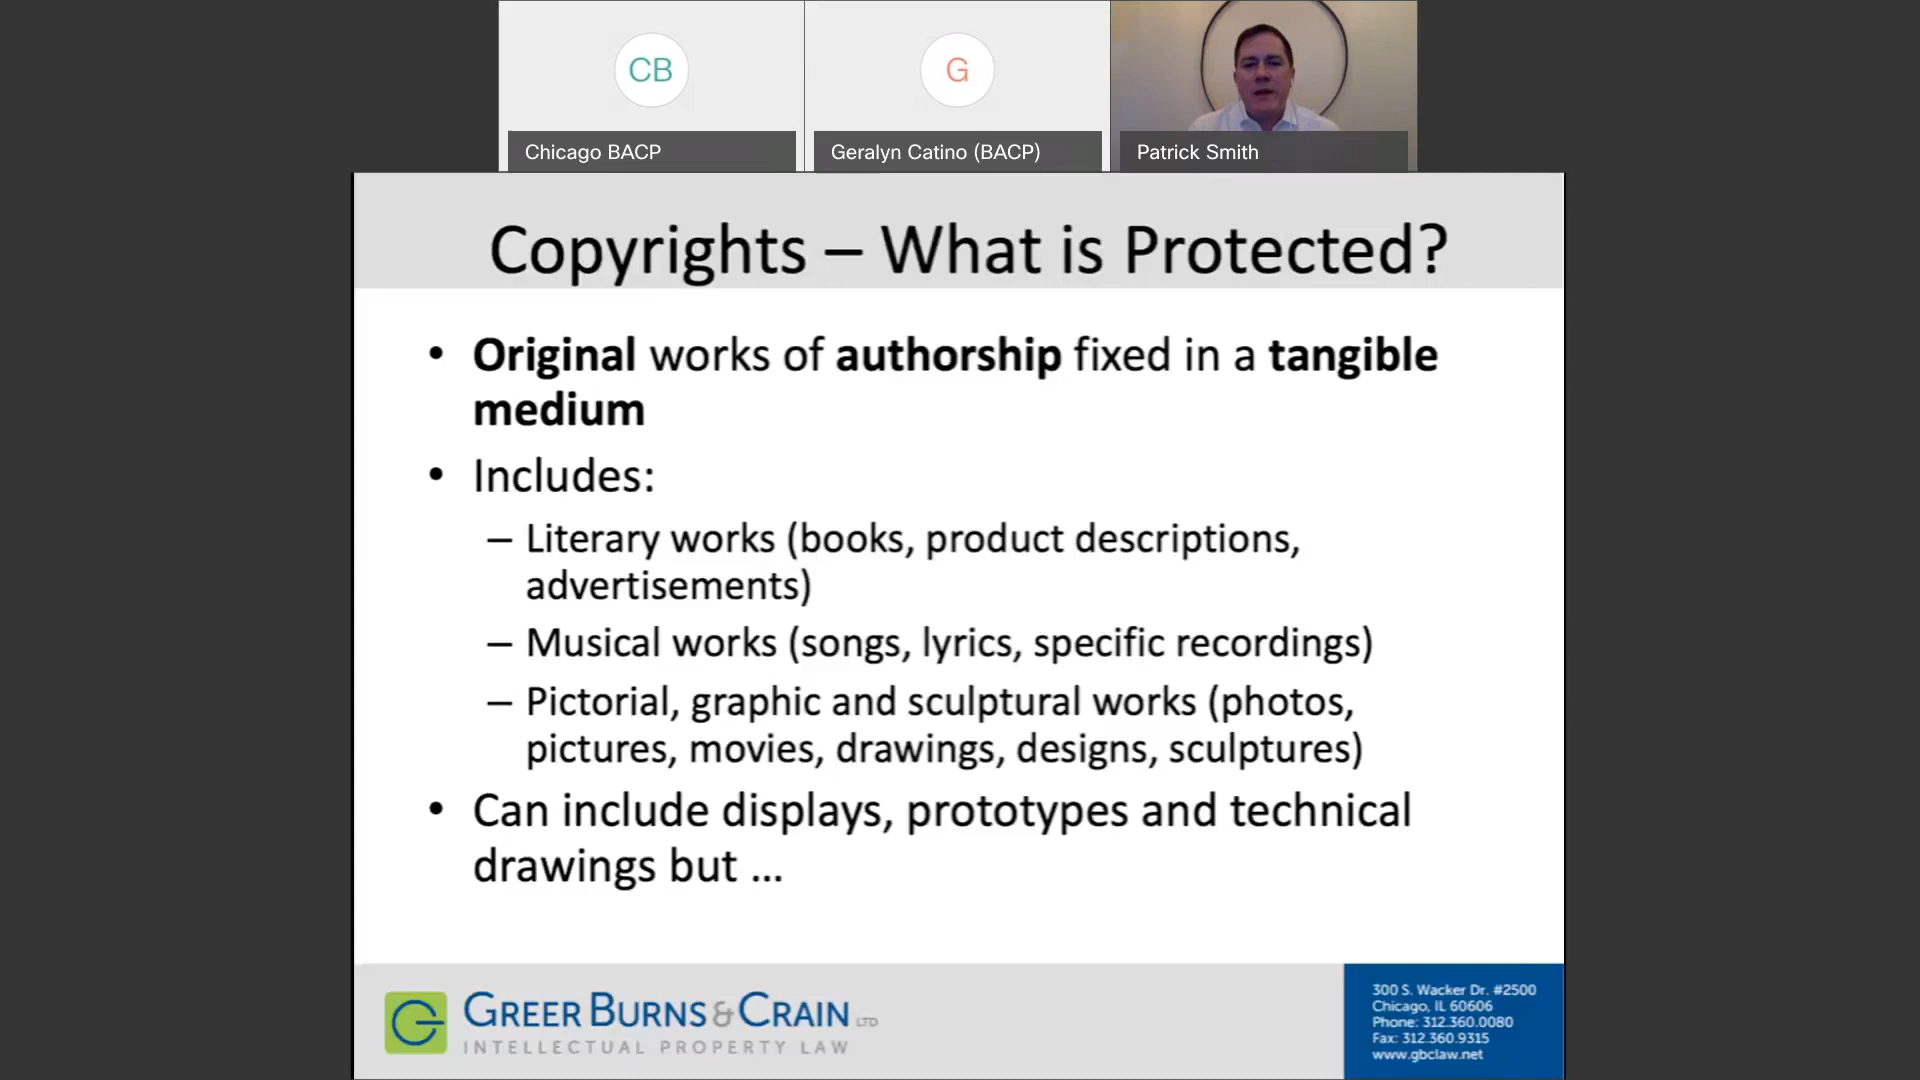 CB
G
Chicago BACP
Geralyn Catino (BACP)
Patrick Smith
Copyrights – What is Protected?
• Original works of authorship fixed in a tangible
medium
• Includes:
– Literary works (books, product descriptions,
advertisements)
– Musical works (songs, lyrics, specific recordings)
– Pictorial, graphic and sculptural works (photos,
pictures, movies, drawings, designs, sculptures)
• Can include displays, prototypes and technical
drawings but ...
GREER BURNS & CRAIN LTD
INTELLECTUAL PROPERTY LAW
300 S. Wacker Dr. #2500
Chicago, IL 60606
Phone: 312.360.0080
Fax: 312.360.9315
www.gbclaw.net